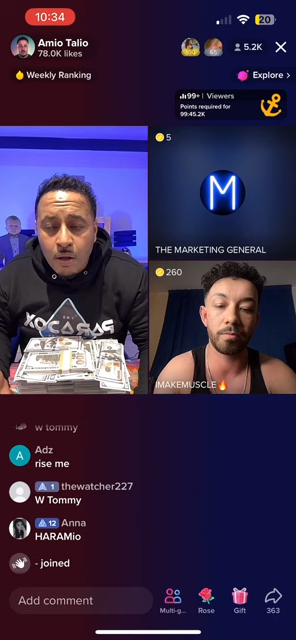 10:34
20
Amio Talio
78.0K likes
5.2K
Weekly Ranking
Explore >
99+ | Viewers
Points required for
99:45.2K
5
M
THE MARKETING GENERAL
260
IMAKEMUSCLE🔥
w tommy
Adz
rise me
1 thewatcher227
W Tommy
12 Anna
HARAMio
- joined
Add comment
Multi-g...
Rose
Gift
363